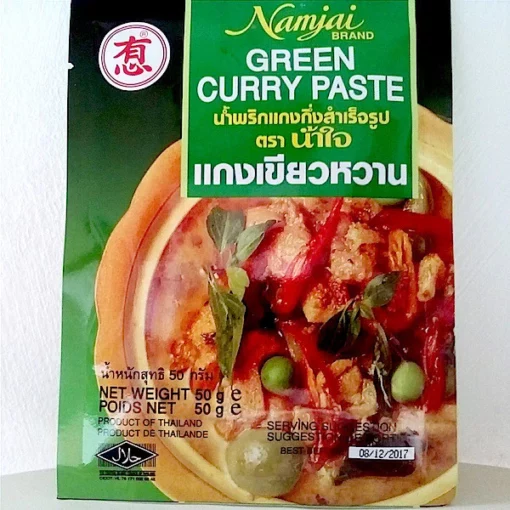 Namjai
BRAND
GREEN
CURRY PASTE
น้ำพริกแกงกึ่งสำเร็จรูป
ตรา น้ำใจ
แกงเขียวหวาน
น้ำหนักสุทธิ 50 กรัม
NET WEIGHT 50 g e
POIDS NET 50 g e
PRODUCT OF THAILAND
PRODUCT DE THAILANDE
حلال
SERVING SUGGESTION
08/12/2017